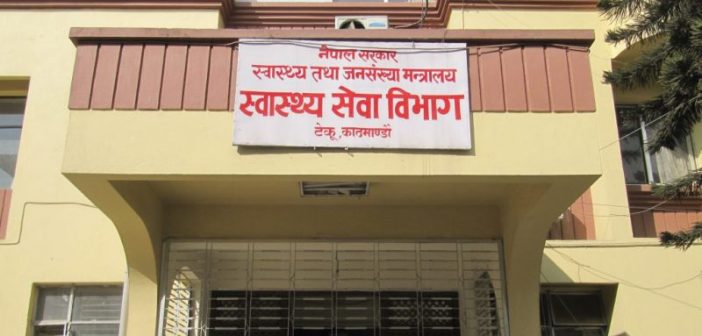 नेपाल सरकार
स्वास्थ्य तथा जनसंख्या मन्त्रालय
स्वास्थ्य सेवा विभाग
टेकू ,काठमाण्डौं